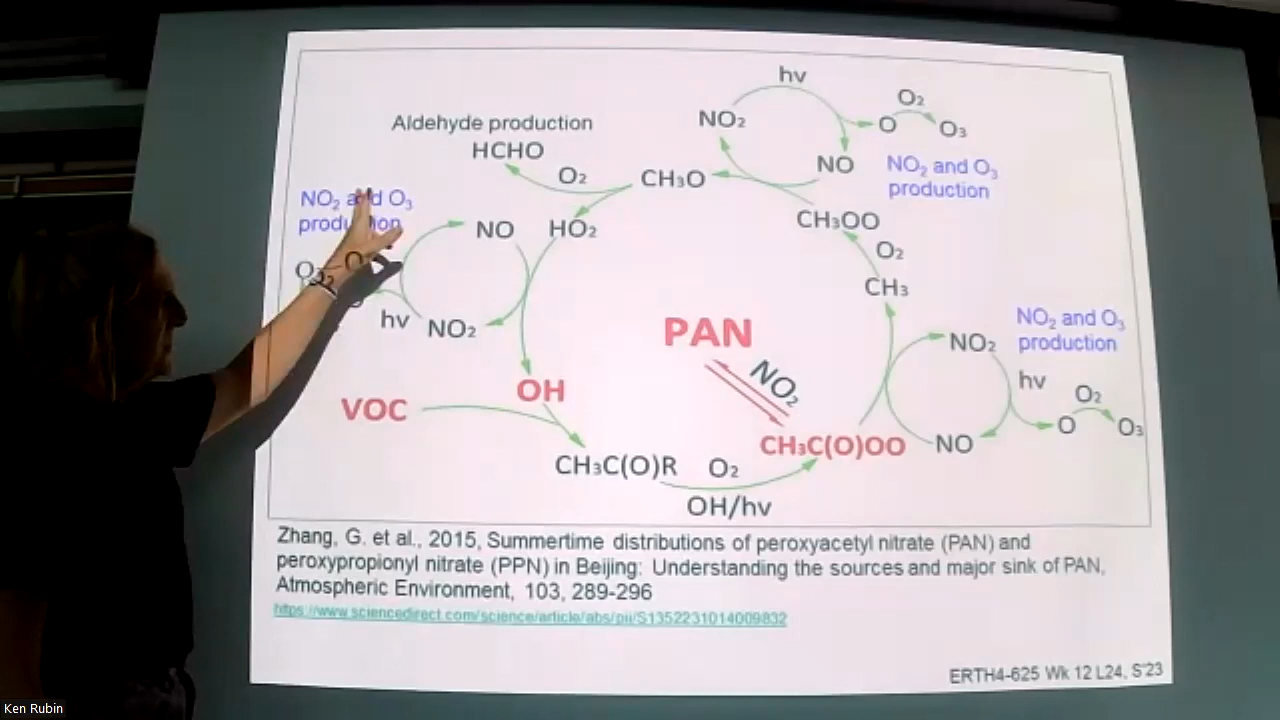 hv
O₂
NO₂
O
O₃
Aldehyde production
HCHO
O₂
CH₃O
NO
NO₂ and O₃
production
NO₂ and O₃
production
NO
HO₂
CH₃OO
O₂
CH₃
hv
NO₂
PAN
NO₂
NO₂
NO₂ and O₃
production
hv
O₂
O
O₃
VOC
OH
CH₃C(O)OO
NO
CH₃C(O)R
O₂
OH/hv
Zhang, G. et al., 2015, Summertime distributions of peroxyacetyl nitrate (PAN) and
peroxypropionyl nitrate (PPN) in Beijing: Understanding the sources and major sink of PAN,
Atmospheric Environment, 103, 289-296
https://www.sciencedirect.com/science/article/abs/pii/S1352231014009832
ERTH4-625 Wk 12 L24, S'23
Ken Rubin